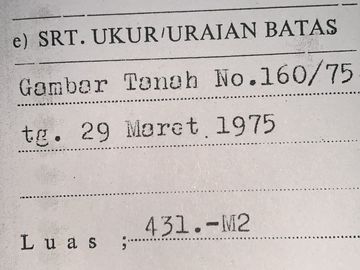 e) SRT. UKUR/URAIAN BATAS
Gambar Tanah No.160/75
tg. 29 Maret 1975
Luas ; 431.-M2